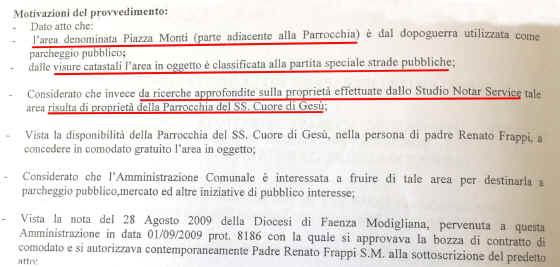 Motivazioni del provvedimento:
- Dato atto che:
- l'area denominata Piazza Monti (parte adiacente alla Parrocchia) è dal dopoguerra utilizzata come
parcheggio pubblico;
- dalle visure catastali l'area in oggetto è classificata alla partita speciale strade pubbliche;
- Considerato che invece da ricerche approfondite sulla proprietà effettuate dallo Studio Notar Service tale
area risulta di proprietà della Parrocchia del SS. Cuore di Gesù;
- Vista la disponibilità della Parrocchia del SS. Cuore di Gesù, nella persona di padre Renato Frappi, a
concedere in comodato gratuito l'area in oggetto;
- Considerato che l'Amministrazione Comunale è interessata a fruire di tale area per destinarla a
parcheggio pubblico,mercato ed altre iniziative di pubblico interesse;
- Vista la nota del 28 Agosto 2009 della Diocesi di Faenza Modigliana, pervenuta a questa
Amministrazione in data 01/09/2009 prot. 8186 con la quale si approvava la bozza di contratto di
comodato e si autorizzava contemporaneamente Padre Renato Frappi S.M. alla sottoscrizione del predetto
atto;